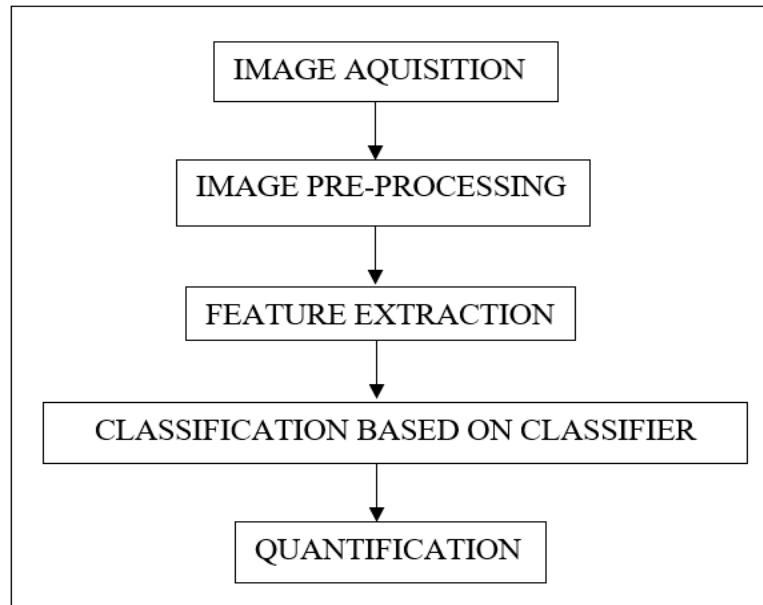 IMAGE AQUISITION
IMAGE PRE-PROCESSING
FEATURE EXTRACTION
CLASSIFICATION BASED ON CLASSIFIER
QUANTIFICATION